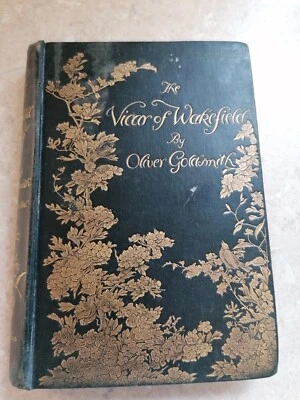 The
Vicar of Wakefield
By
Oliver Goldsmith